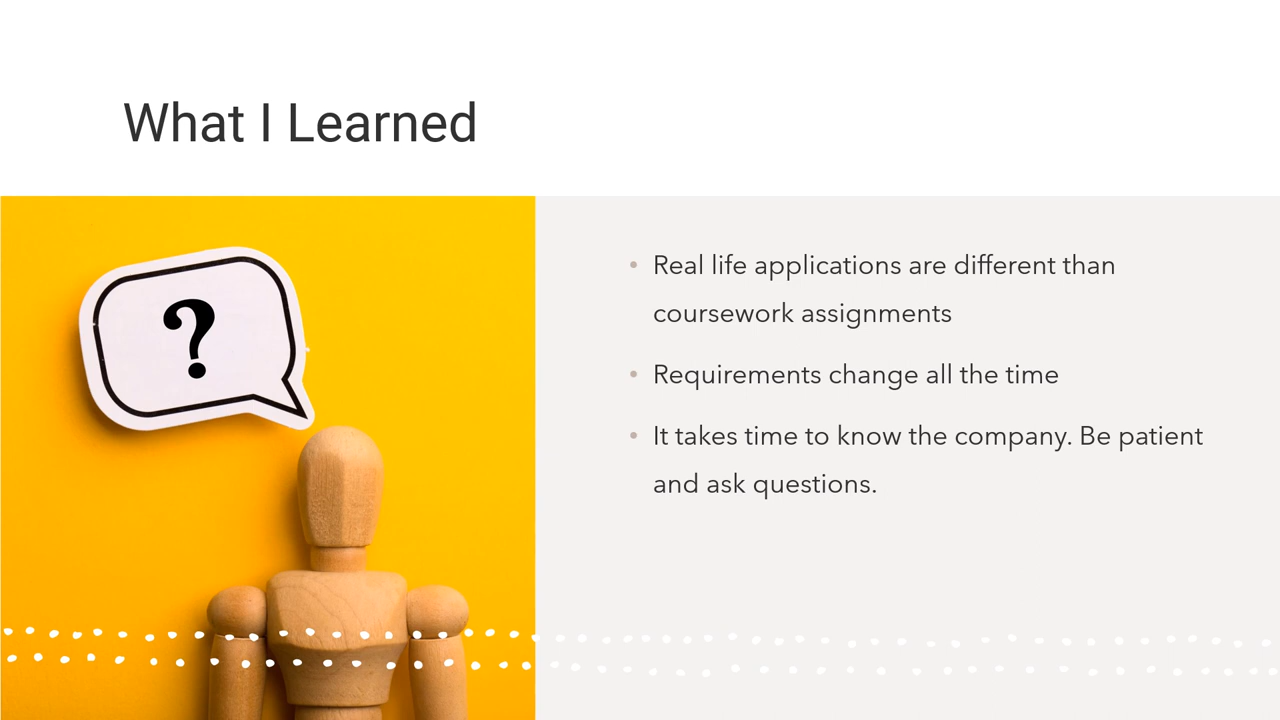 What I Learned
?
• Real life applications are different than
coursework assignments
• Requirements change all the time
• It takes time to know the company. Be patient
and ask questions.